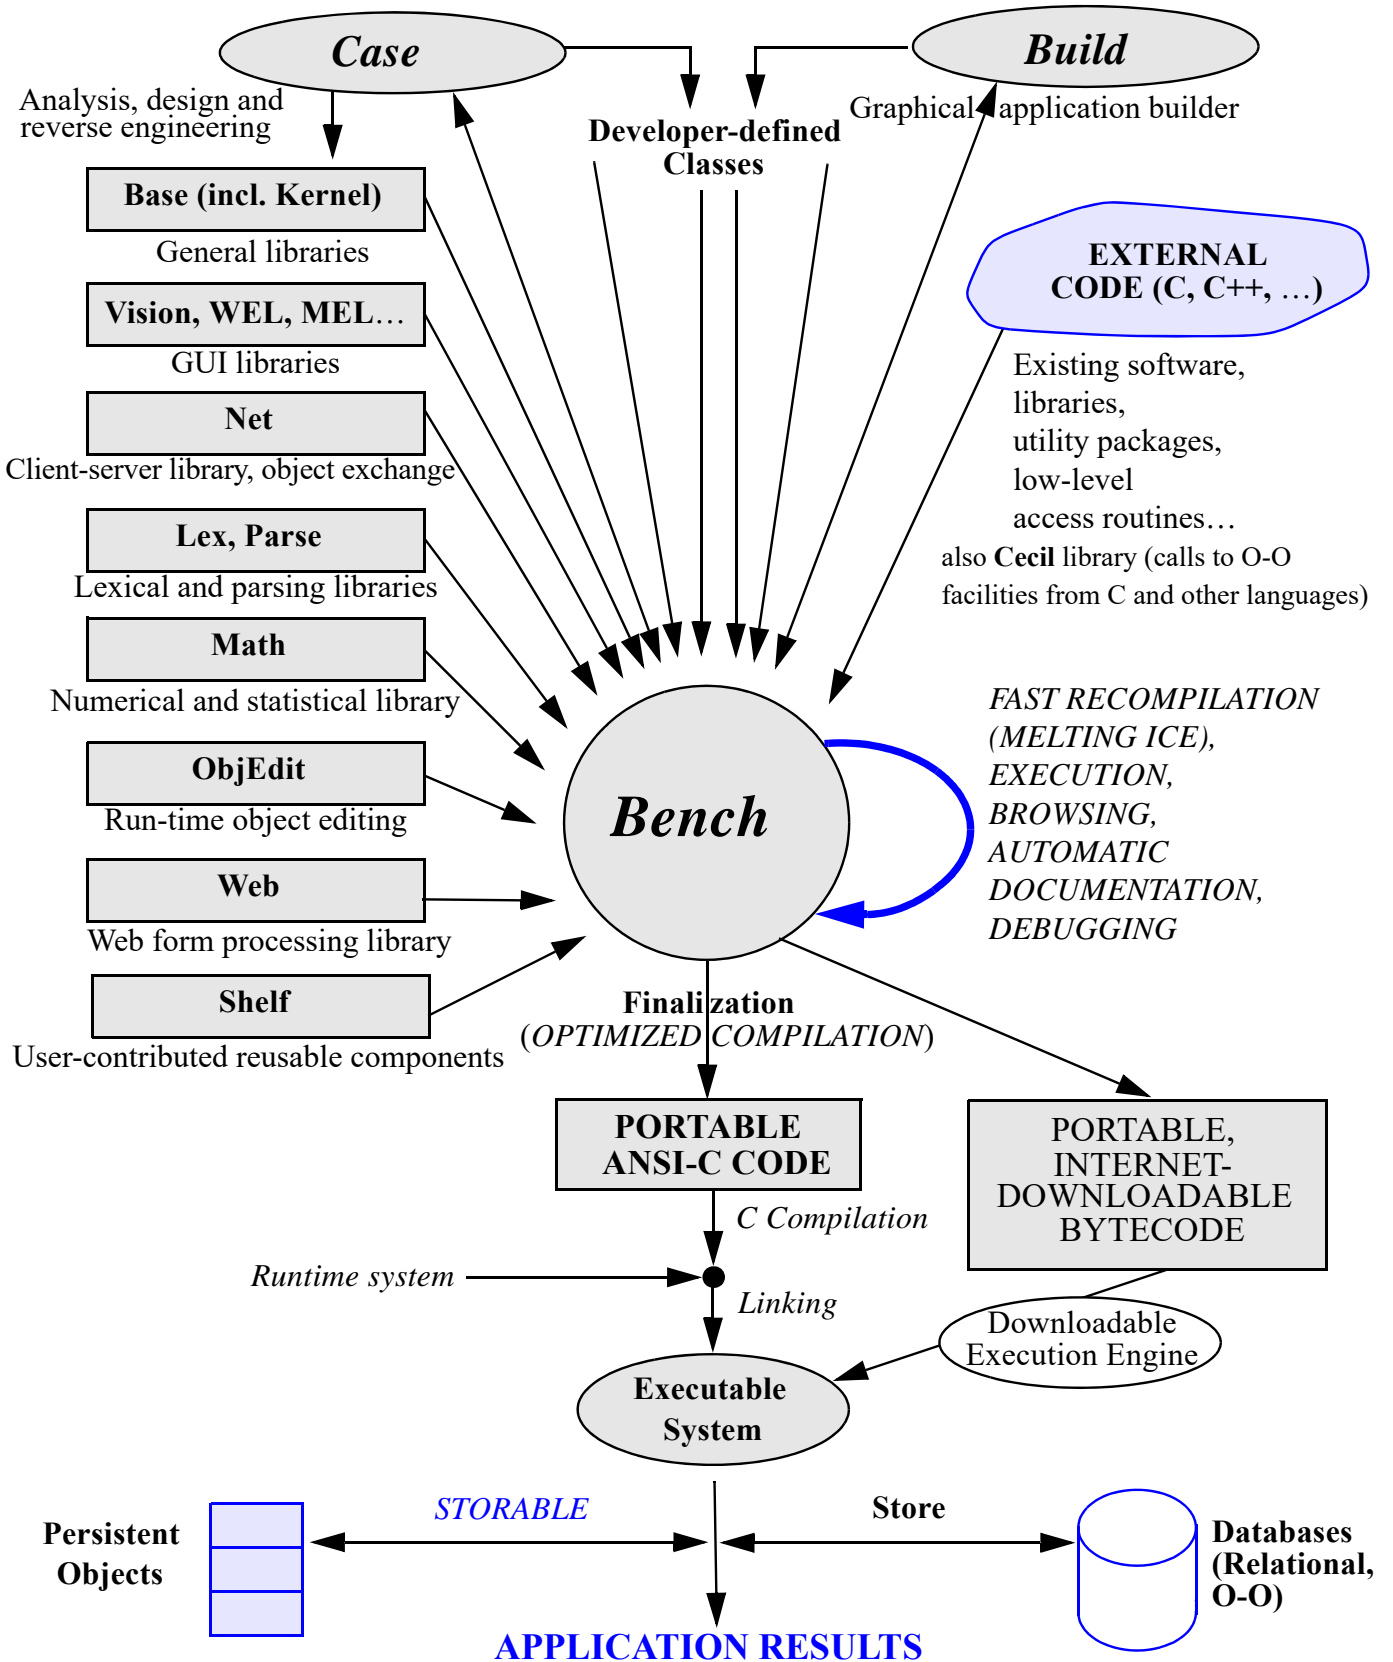 Case
Build
Analysis, design and
reverse engineering
Graphical application builder
Developer-defined
Classes
Base (incl. Kernel)
General libraries
EXTERNAL
CODE (C, C++, …)
Vision, WEL, MEL…
GUI libraries
Existing software,
libraries,
utility packages,
low-level
access routines…
also Cecil library (calls to O-O
facilities from C and other languages)
Net
Client-server library, object exchange
Lex, Parse
Lexical and parsing libraries
Math
Numerical and statistical library
ObjEdit
Run-time object editing
Web
Web form processing library
Shelf
User-contributed reusable components
Bench
FAST RECOMPILATION
(MELTING ICE),
EXECUTION,
BROWSING,
AUTOMATIC
DOCUMENTATION,
DEBUGGING
Finalization
(OPTIMIZED COMPILATION)
PORTABLE
ANSI-C CODE
PORTABLE,
INTERNET-
DOWNLOADABLE
BYTECODE
C Compilation
Runtime system
Linking
Downloadable
Execution Engine
Executable
System
STORABLE
Store
Persistent
Objects
Databases
(Relational,
O-O)
APPLICATION RESULTS